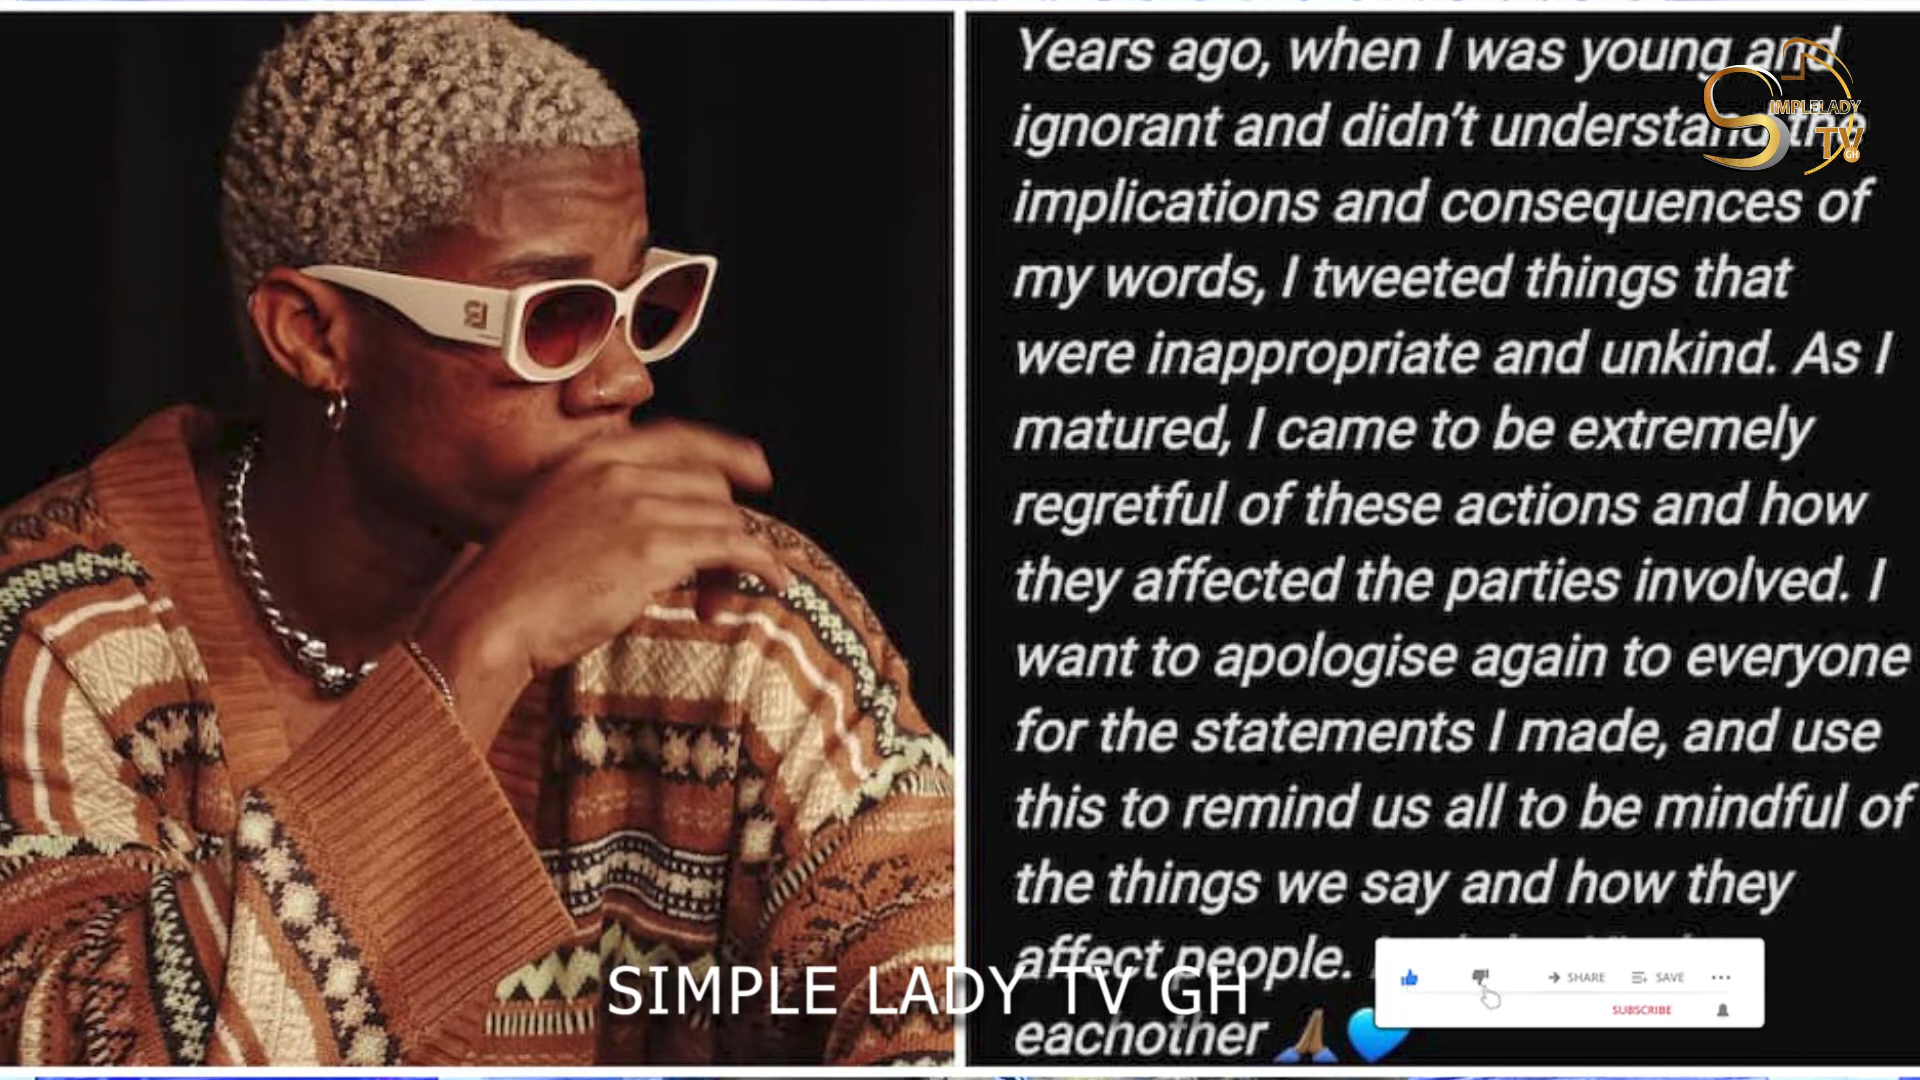 Years ago, when I was young and
ignorant and didn't understand the
implications and consequences of
my words, I tweeted things that
were inappropriate and unkind. As I
matured, I came to be extremely
regretful of these actions and how
they affected the parties involved. I
want to apologise again to everyone
for the statements I made, and use
this to remind us all to be mindful of
the things we say and how they
affect people.
eachother
SIMPLELADY
TV
GH
SIMPLE LADY TV GH
SHARE
SAVE
SUBSCRIBE